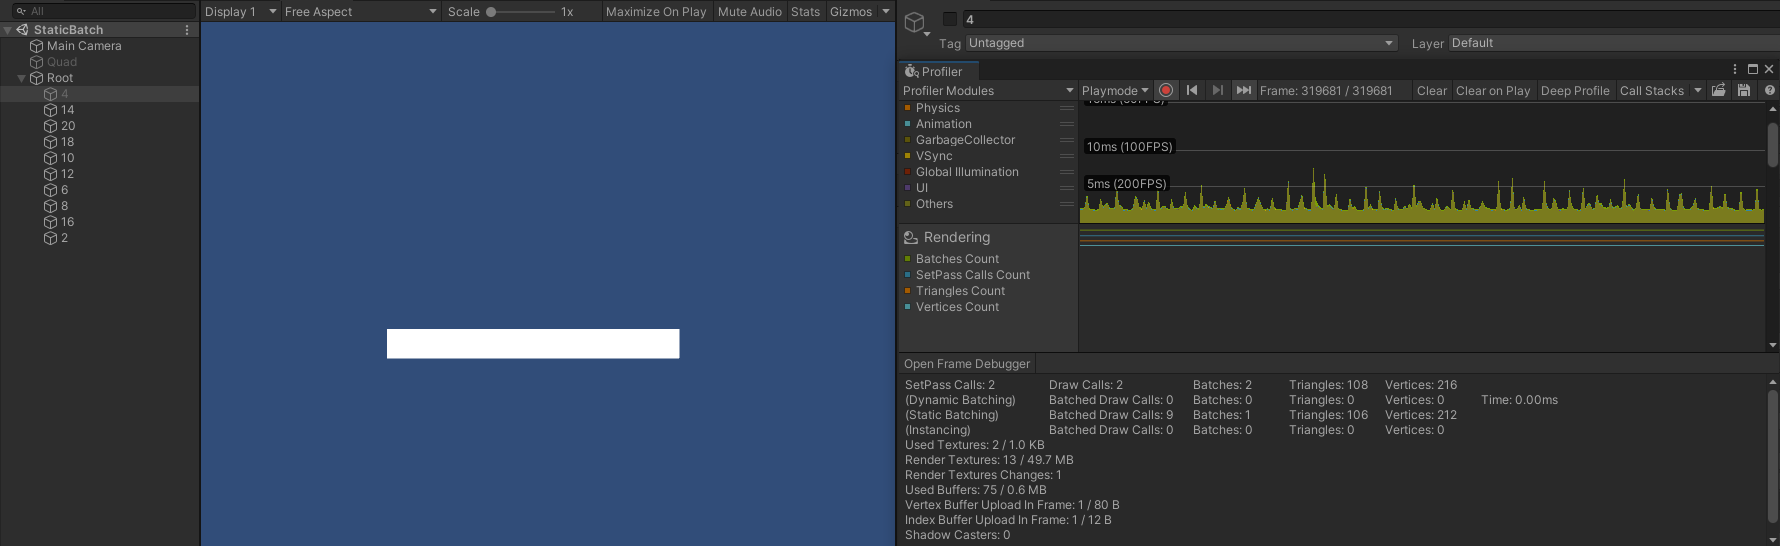 All
StaticBatch
Main Camera
Quad
Root
4
14
20
18
10
12
6
8
16
2
Display 1 Free Aspect Scale 1x Maximize On Play Mute Audio Stats Gizmos
4
Tag Untagged Layer Default
Profiler
Profiler Modules Playmode Frame: 319681 / 319681 Clear Clear on Play Deep Profile Call Stacks
Physics
Animation
GarbageCollector
VSync
Global Illumination
UI
Others
10ms (100FPS)
5ms (200FPS)
Rendering
Batches Count
SetPass Calls Count
Triangles Count
Vertices Count
Open Frame Debugger
SetPass Calls: 2 Draw Calls: 2 Batches: 2 Triangles: 108 Vertices: 216
(Dynamic Batching) Batched Draw Calls: 0 Batches: 0 Triangles: 0 Vertices: 0 Time: 0.00ms
(Static Batching) Batched Draw Calls: 9 Batches: 1 Triangles: 106 Vertices: 212
(Instancing) Batched Draw Calls: 0 Batches: 0 Triangles: 0 Vertices: 0
Used Textures: 2 / 1.0 KB
Render Textures: 13 / 49.7 MB
Render Textures Changes: 1
Used Buffers: 75 / 0.6 MB
Vertex Buffer Upload In Frame: 1 / 80 B
Index Buffer Upload In Frame: 1 / 12 B
Shadow Casters: 0